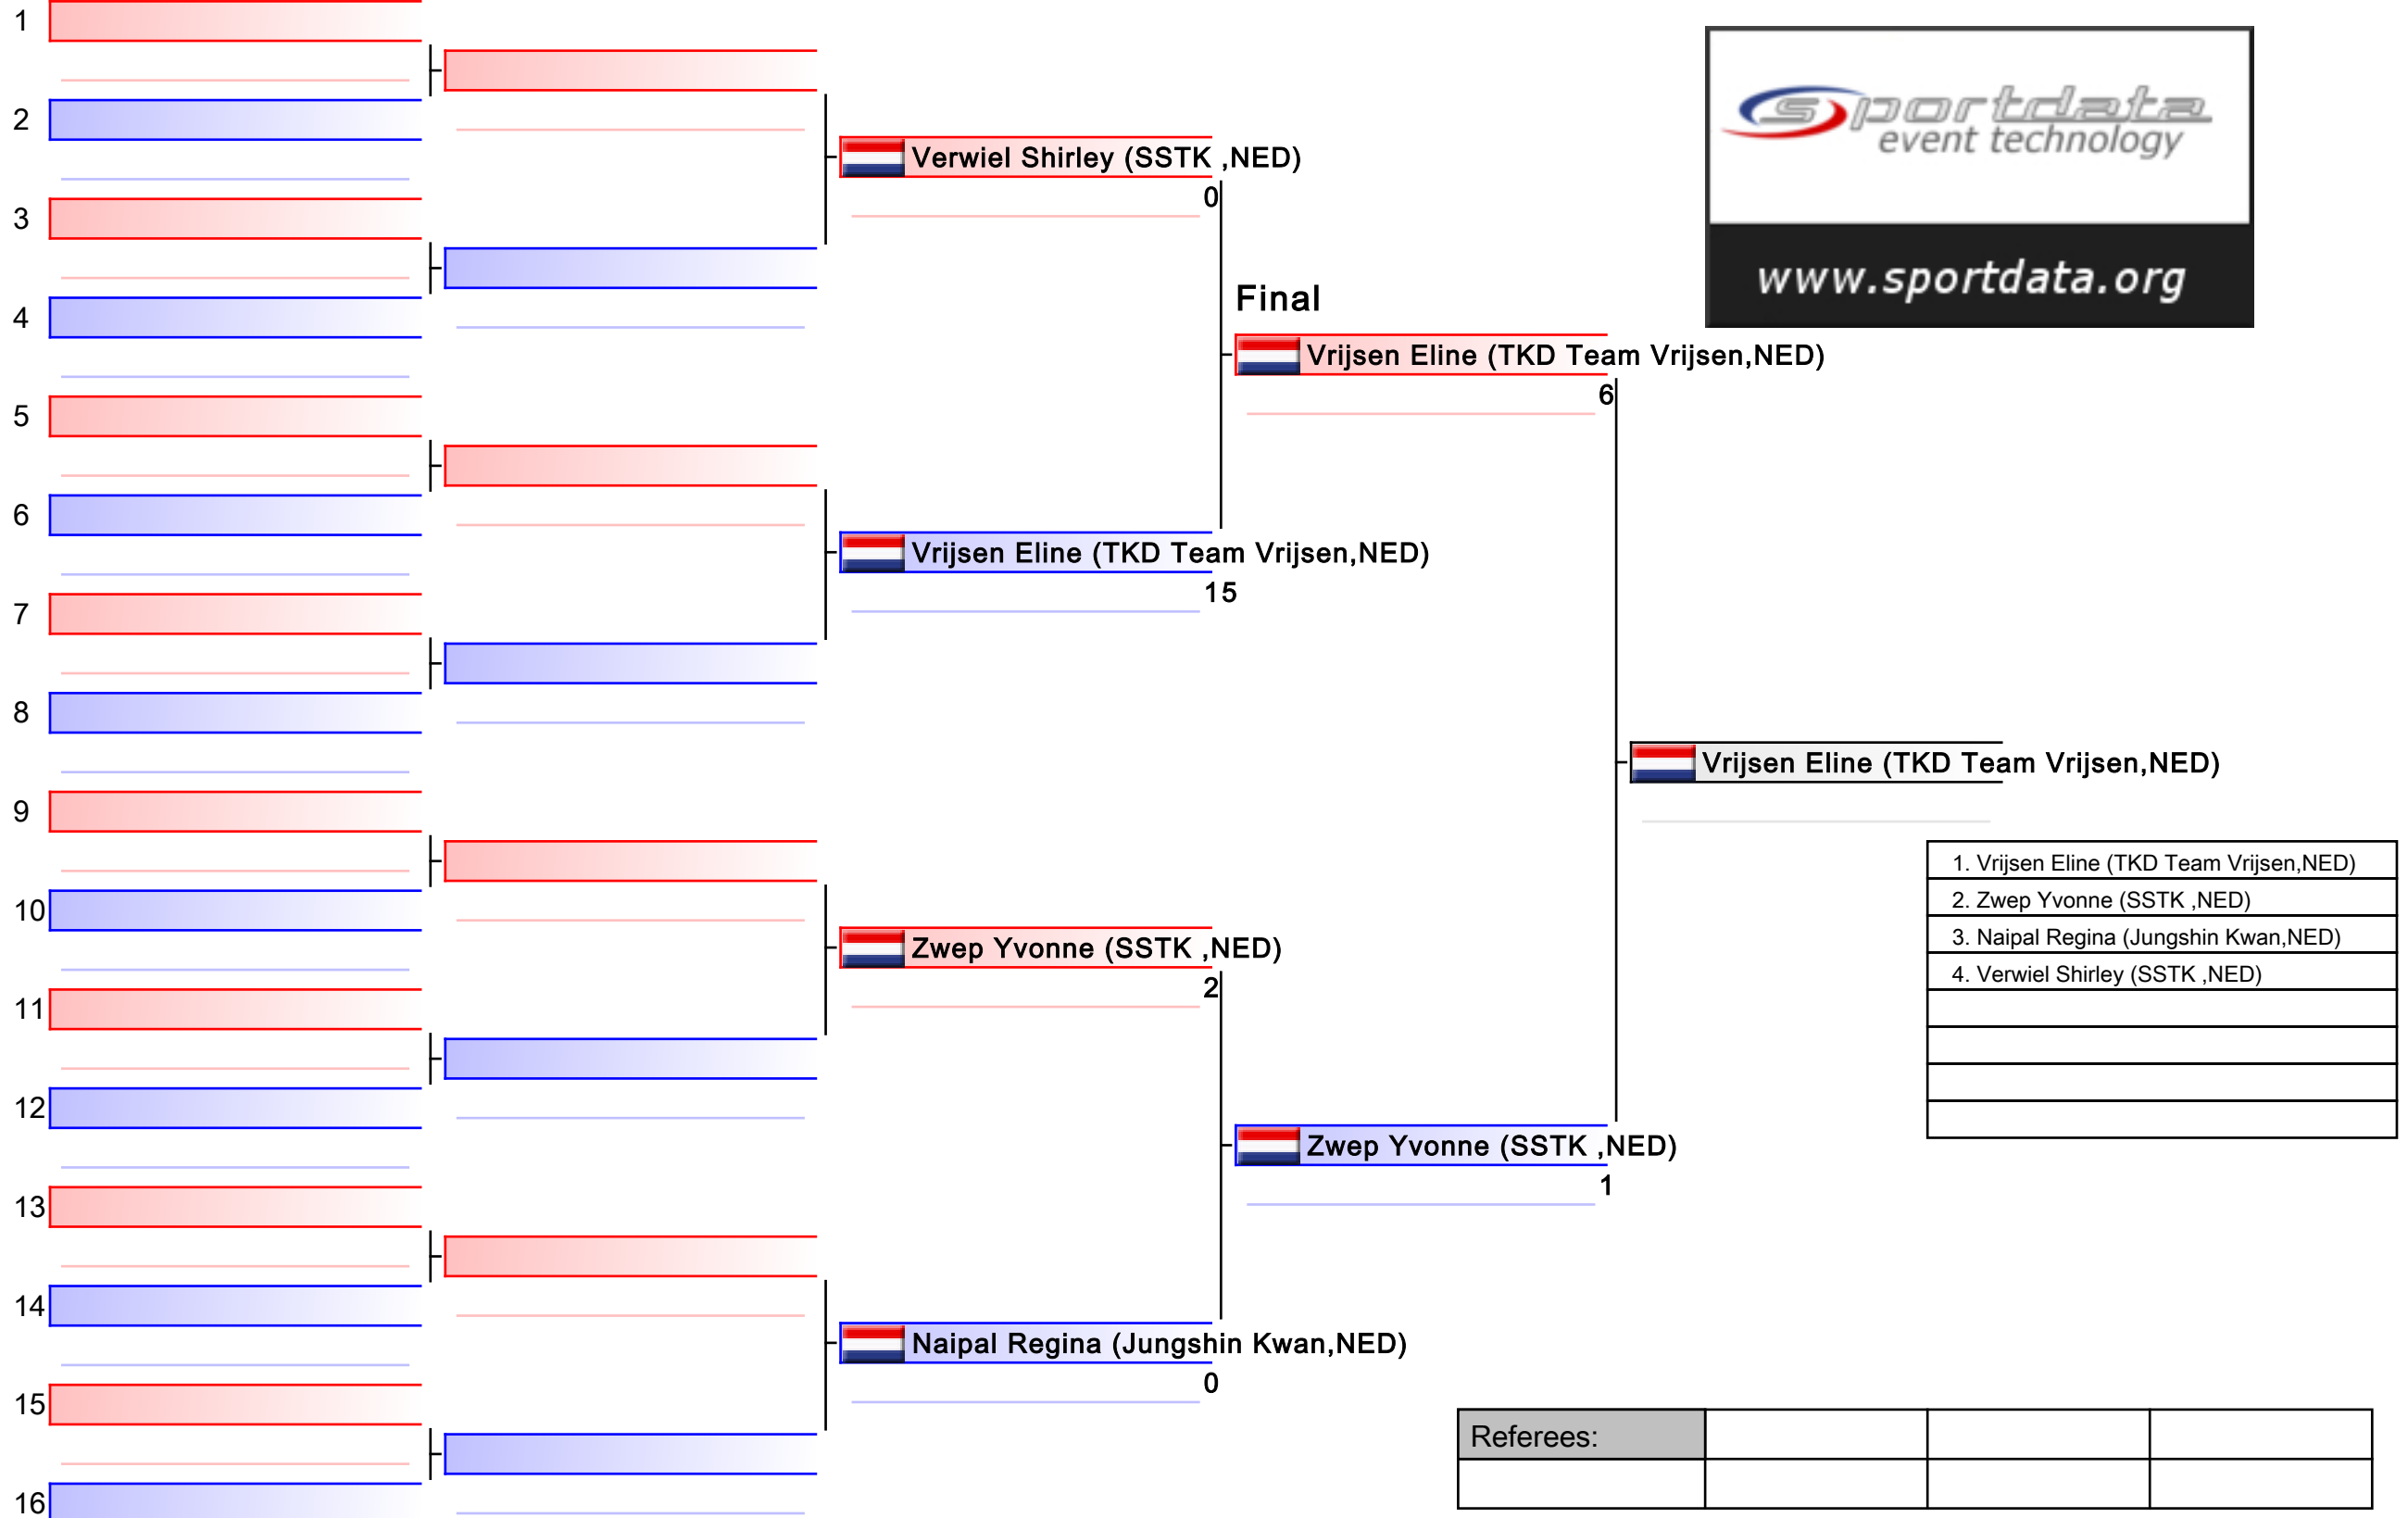 1
2
3
4
5
6
7
8
9
10
11
12
13
14
15
16
Verwiel Shirley (SSTK ,NED)
0
Vrijsen Eline (TKD Team Vrijsen,NED)
15
Zwep Yvonne (SSTK ,NED)
2
Naipal Regina (Jungshin Kwan,NED)
0
Final
Vrijsen Eline (TKD Team Vrijsen,NED)
6
Zwep Yvonne (SSTK ,NED)
1
Vrijsen Eline (TKD Team Vrijsen,NED)
sportdata
event technology
www.sportdata.org
1. Vrijsen Eline (TKD Team Vrijsen,NED)
2. Zwep Yvonne (SSTK ,NED)
3. Naipal Regina (Jungshin Kwan,NED)
4. Verwiel Shirley (SSTK ,NED)
Referees: